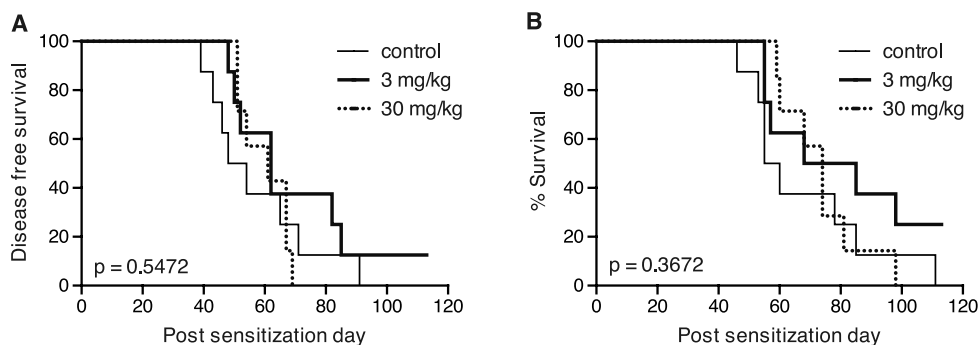 A
Disease free survival
100
80
60
40
20
0
0 20 40 60 80 100 120
Post sensitization day
control
3 mg/kg
30 mg/kg
p = 0.5472
B
% Survival
100
80
60
40
20
0
0 20 40 60 80 100 120
Post sensitization day
control
3 mg/kg
30 mg/kg
p = 0.3672